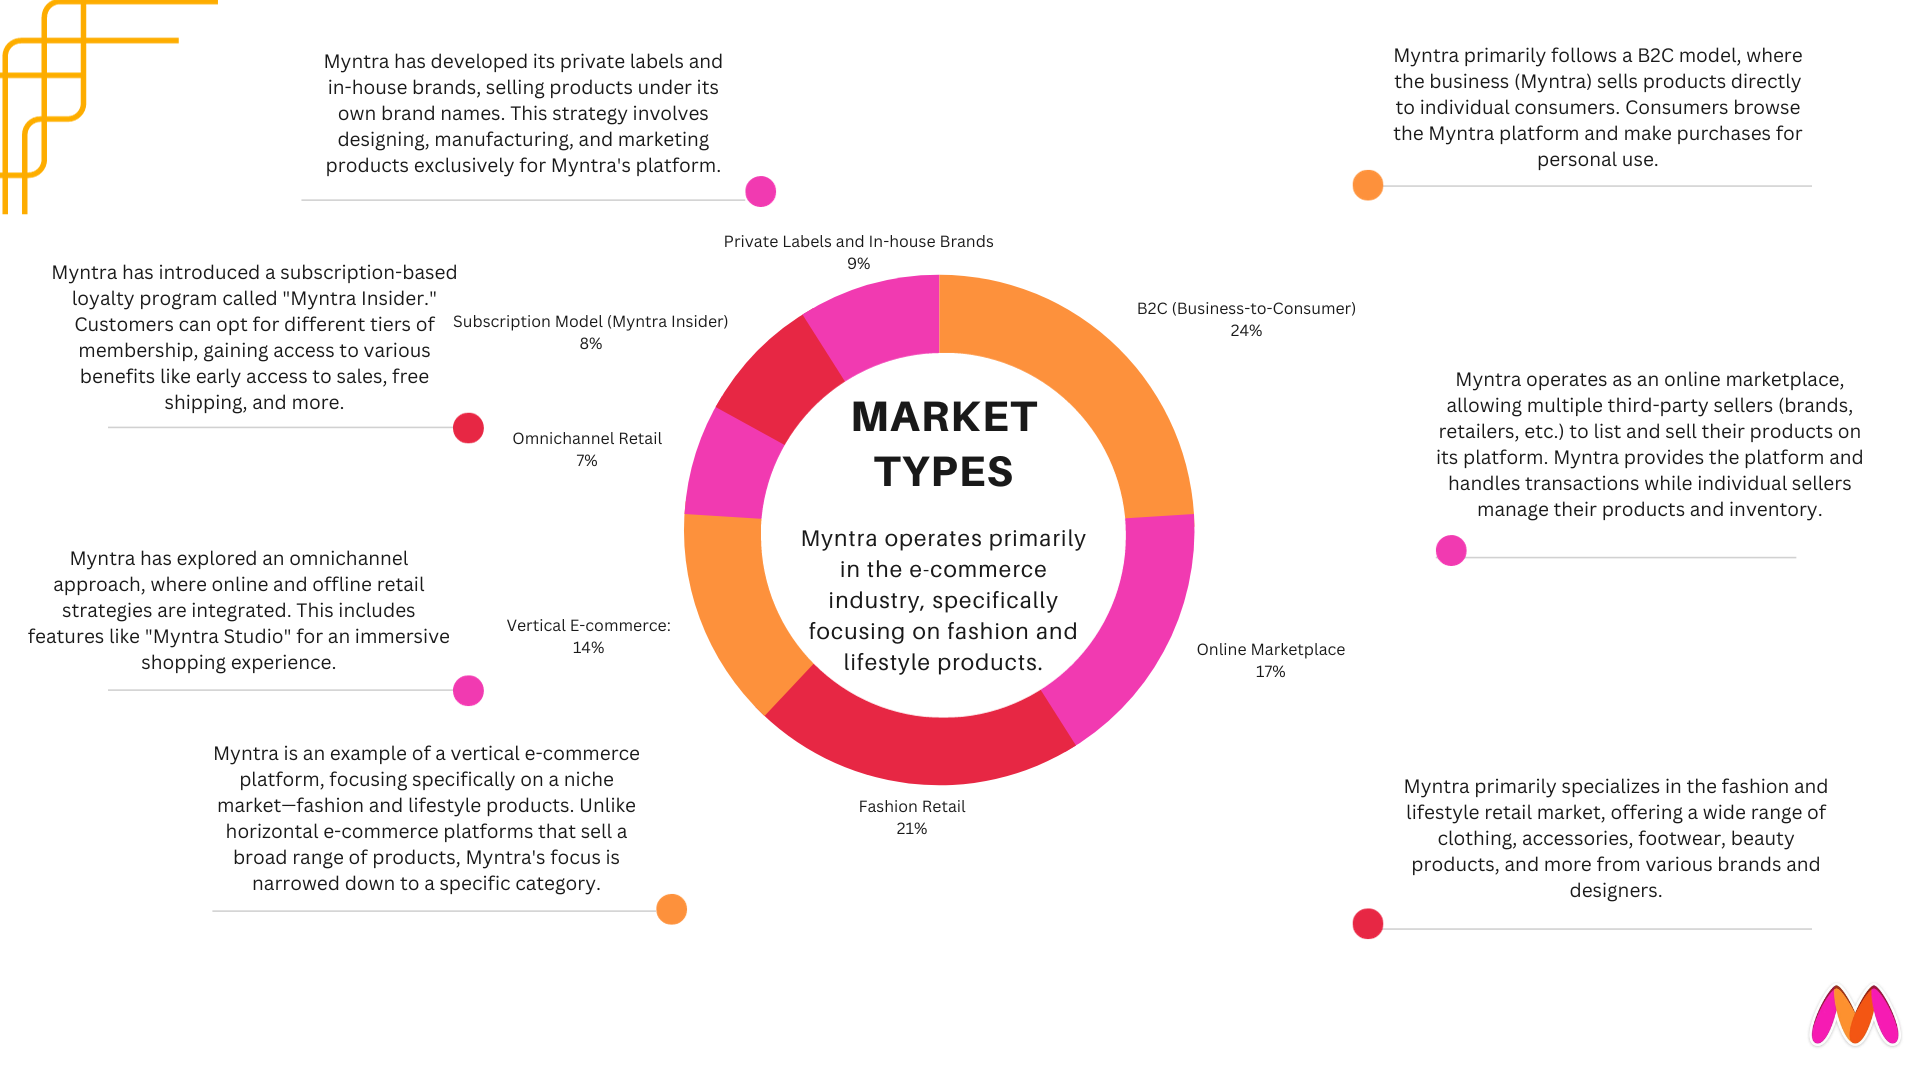 Myntra has developed its private labels and
in-house brands, selling products under its
own brand names. This strategy involves
designing, manufacturing, and marketing
products exclusively for Myntra's platform.
Myntra primarily follows a B2C model, where
the business (Myntra) sells products directly
to individual consumers. Consumers browse
the Myntra platform and make purchases for
personal use.
Private Labels and In-house Brands
9%
Myntra has introduced a subscription-based
loyalty program called "Myntra Insider."
Customers can opt for different tiers of
membership, gaining access to various
benefits like early access to sales, free
shipping, and more.
Subscription Model (Myntra Insider)
8%
B2C (Business-to-Consumer)
24%
Omnichannel Retail
7%
MARKET
TYPES
Myntra operates primarily
in the e-commerce
industry, specifically
focusing on fashion and
lifestyle products.
Myntra operates as an online marketplace,
allowing multiple third-party sellers (brands,
retailers, etc.) to list and sell their products on
its platform. Myntra provides the platform and
handles transactions while individual sellers
manage their products and inventory.
Myntra has explored an omnichannel
approach, where online and offline retail
strategies are integrated. This includes
features like "Myntra Studio" for an immersive
shopping experience.
Vertical E-commerce:
14%
Online Marketplace
17%
Myntra is an example of a vertical e-commerce
platform, focusing specifically on a niche
market—fashion and lifestyle products. Unlike
horizontal e-commerce platforms that sell a
broad range of products, Myntra's focus is
narrowed down to a specific category.
Fashion Retail
21%
Myntra primarily specializes in the fashion and
lifestyle retail market, offering a wide range of
clothing, accessories, footwear, beauty
products, and more from various brands and
designers.